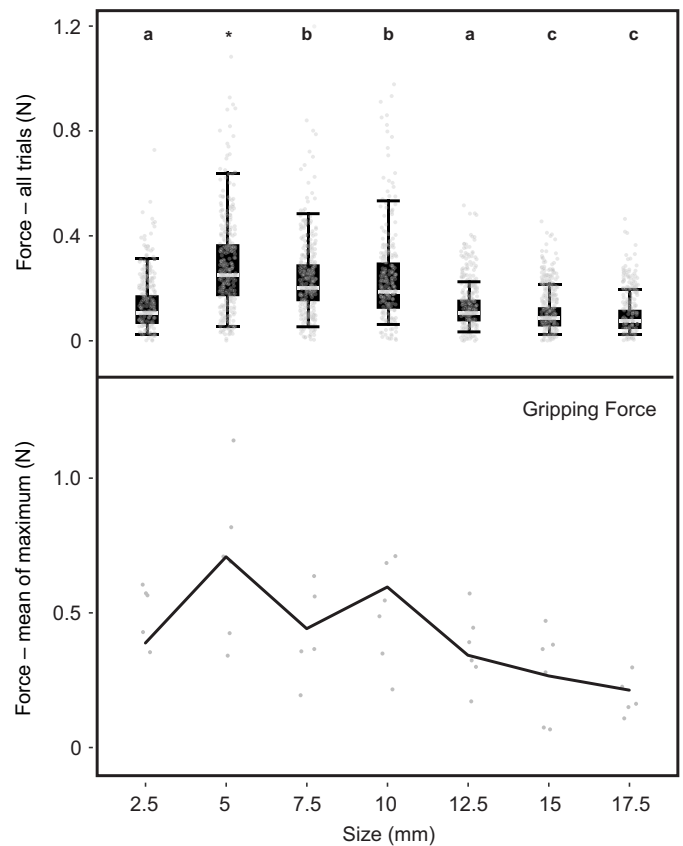 Force – all trials (N)
1.2
0.8
0.4
0
a * b b a c c
Gripping Force
Force – mean of maximum (N)
1.0
0.5
0
2.5 5 7.5 10 12.5 15 17.5
Size (mm)